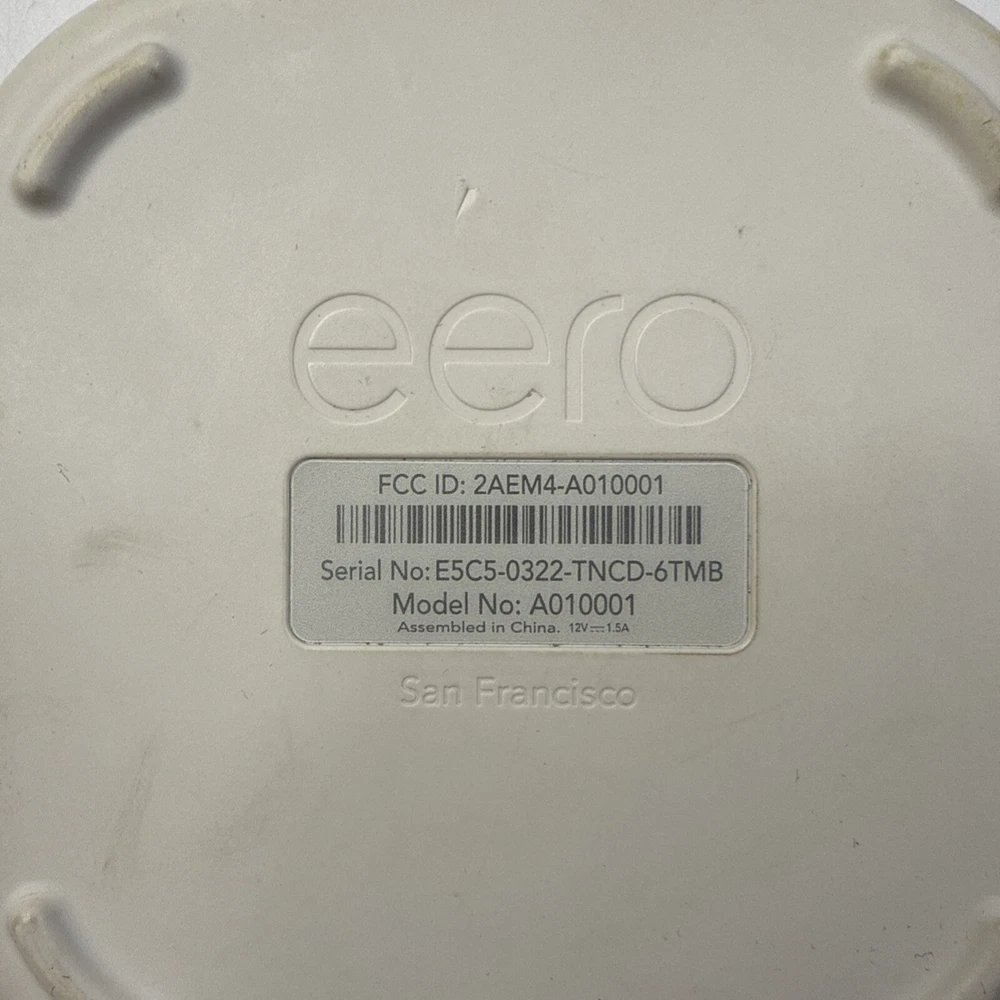 eero
FCC ID: 2AEM4-A010001
Serial No: E5C5-0322-TNCD-6TMB
Model No: A010001
Assembled in China. 12V⎓1.5A
San Francisco